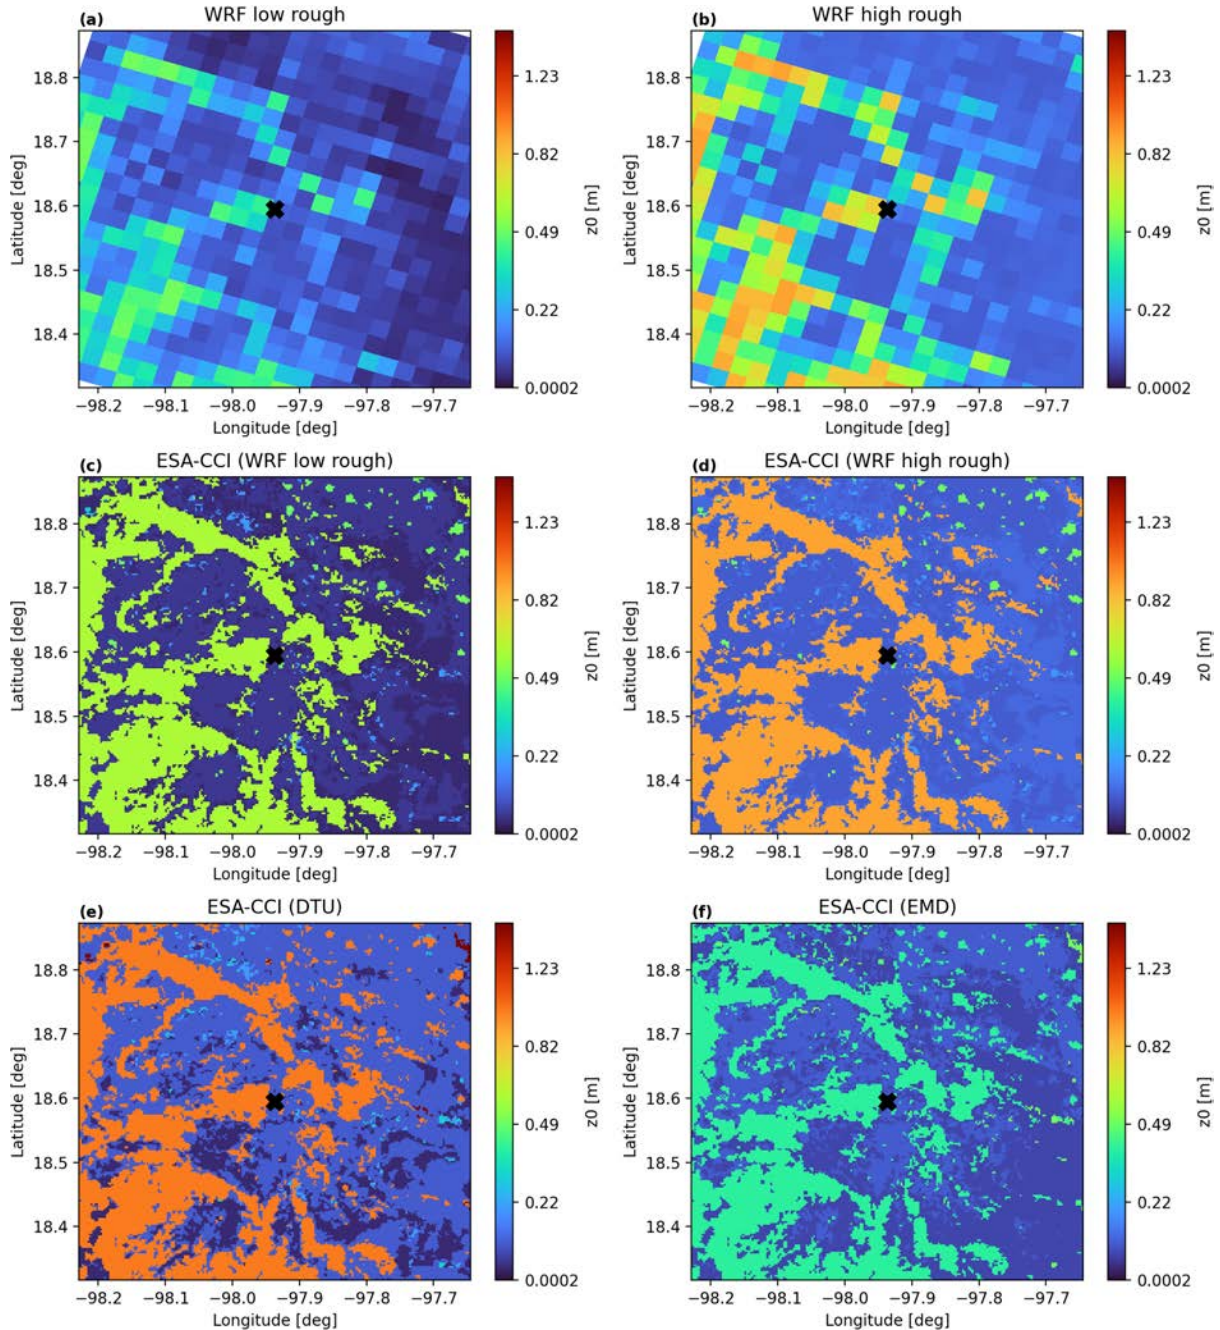 (a) WRF low rough
18.8
18.7
18.6
18.5
18.4
Latitude [deg]
−98.2 −98.1 −98.0 −97.9 −97.8 −97.7
Longitude [deg]
1.23
0.82
0.49
0.22
0.0002
z0 [m]
(b) WRF high rough
18.8
18.7
18.6
18.5
18.4
Latitude [deg]
−98.2 −98.1 −98.0 −97.9 −97.8 −97.7
Longitude [deg]
1.23
0.82
0.49
0.22
0.0002
z0 [m]
(c) ESA-CCI (WRF low rough)
18.8
18.7
18.6
18.5
18.4
Latitude [deg]
−98.2 −98.1 −98.0 −97.9 −97.8 −97.7
Longitude [deg]
1.23
0.82
0.49
0.22
0.0002
z0 [m]
(d) ESA-CCI (WRF high rough)
18.8
18.7
18.6
18.5
18.4
Latitude [deg]
−98.2 −98.1 −98.0 −97.9 −97.8 −97.7
Longitude [deg]
1.23
0.82
0.49
0.22
0.0002
z0 [m]
(e) ESA-CCI (DTU)
18.8
18.7
18.6
18.5
18.4
Latitude [deg]
−98.2 −98.1 −98.0 −97.9 −97.8 −97.7
Longitude [deg]
1.23
0.82
0.49
0.22
0.0002
z0 [m]
(f) ESA-CCI (EMD)
18.8
18.7
18.6
18.5
18.4
Latitude [deg]
−98.2 −98.1 −98.0 −97.9 −97.8 −97.7
Longitude [deg]
1.23
0.82
0.49
0.22
0.0002
z0 [m]